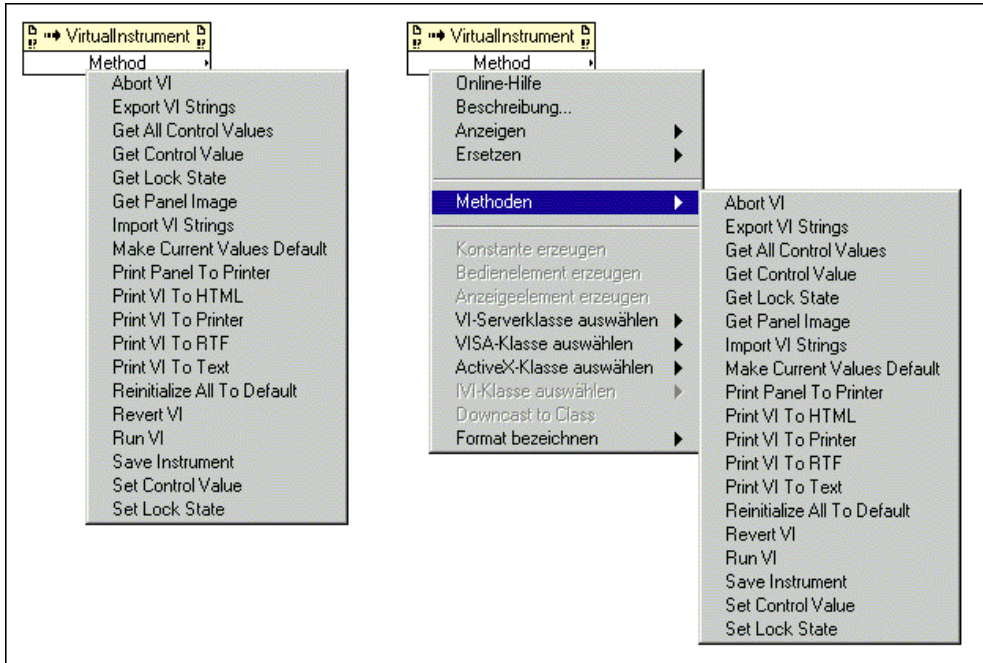 VirtualInstrument
Method
Abort VI
Export VI Strings
Get All Control Values
Get Control Value
Get Lock State
Get Panel Image
Import VI Strings
Make Current Values Default
Print Panel To Printer
Print VI To HTML
Print VI To Printer
Print VI To RTF
Print VI To Text
Reinitialize All To Default
Revert VI
Run VI
Save Instrument
Set Control Value
Set Lock State
VirtualInstrument
Method
Online-Hilfe
Beschreibung...
Anzeigen
Ersetzen
Methoden
Konstante erzeugen
Bedienelement erzeugen
Anzeigeelement erzeugen
VI-Serverklasse auswählen
VISA-Klasse auswählen
ActiveX-Klasse auswählen
IVI-Klasse auswählen
Downcast to Class
Format bezeichnen
Abort VI
Export VI Strings
Get All Control Values
Get Control Value
Get Lock State
Get Panel Image
Import VI Strings
Make Current Values Default
Print Panel To Printer
Print VI To HTML
Print VI To Printer
Print VI To RTF
Print VI To Text
Reinitialize All To Default
Revert VI
Run VI
Save Instrument
Set Control Value
Set Lock State